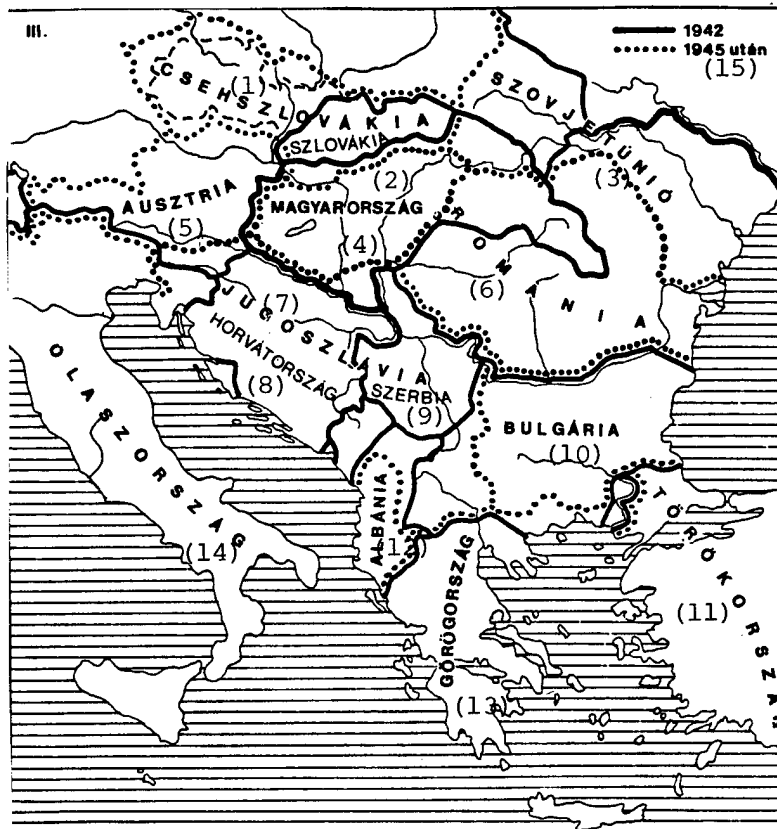 III.
1942
1945 után
(15)
CSEHSZLOVÁKIA
(1)
SZLOVÁKIA
SZOVJETÚNIÓ
(3)
(2)
AUSZTRIA
(5)
MAGYARORSZÁG
(4)
ROMÁNIA
(6)
JUGOSZLÁVIA
(7)
HORVÁTORSZÁG
(8)
SZERBIA
(9)
BULGÁRIA
(10)
OLASZORSZÁG
(14)
ALBÁNIA
GÖRÖGORSZÁG
(13)
TÖRÖKORSZÁG
(11)